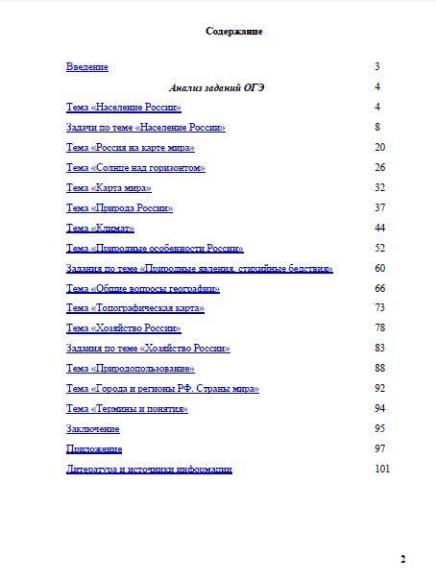 Содержание
Введение 3
Анализ заданий ОГЭ 4
Тема «Население России» 4
Задачи по теме «Население России» 8
Тема «Россия на карте мира» 20
Тема «Солнце над горизонтом» 26
Тема «Карта мира» 32
Тема «Природа России» 37
Тема «Климат» 44
Тема «Природные особенности России» 52
Задания по теме «Природные явления, стихийные бедствия» 60
Тема «Общие вопросы географии» 66
Тема «Топографическая карта» 73
Тема «Хозяйство России» 78
Задания по теме «Хозяйство России» 83
Тема «Природопользование» 88
Тема «Города и регионы РФ. Страны мира» 92
Тема «Термины и понятия» 94
Заключение 95
Приложение 97
Литература и источники информации 101
2